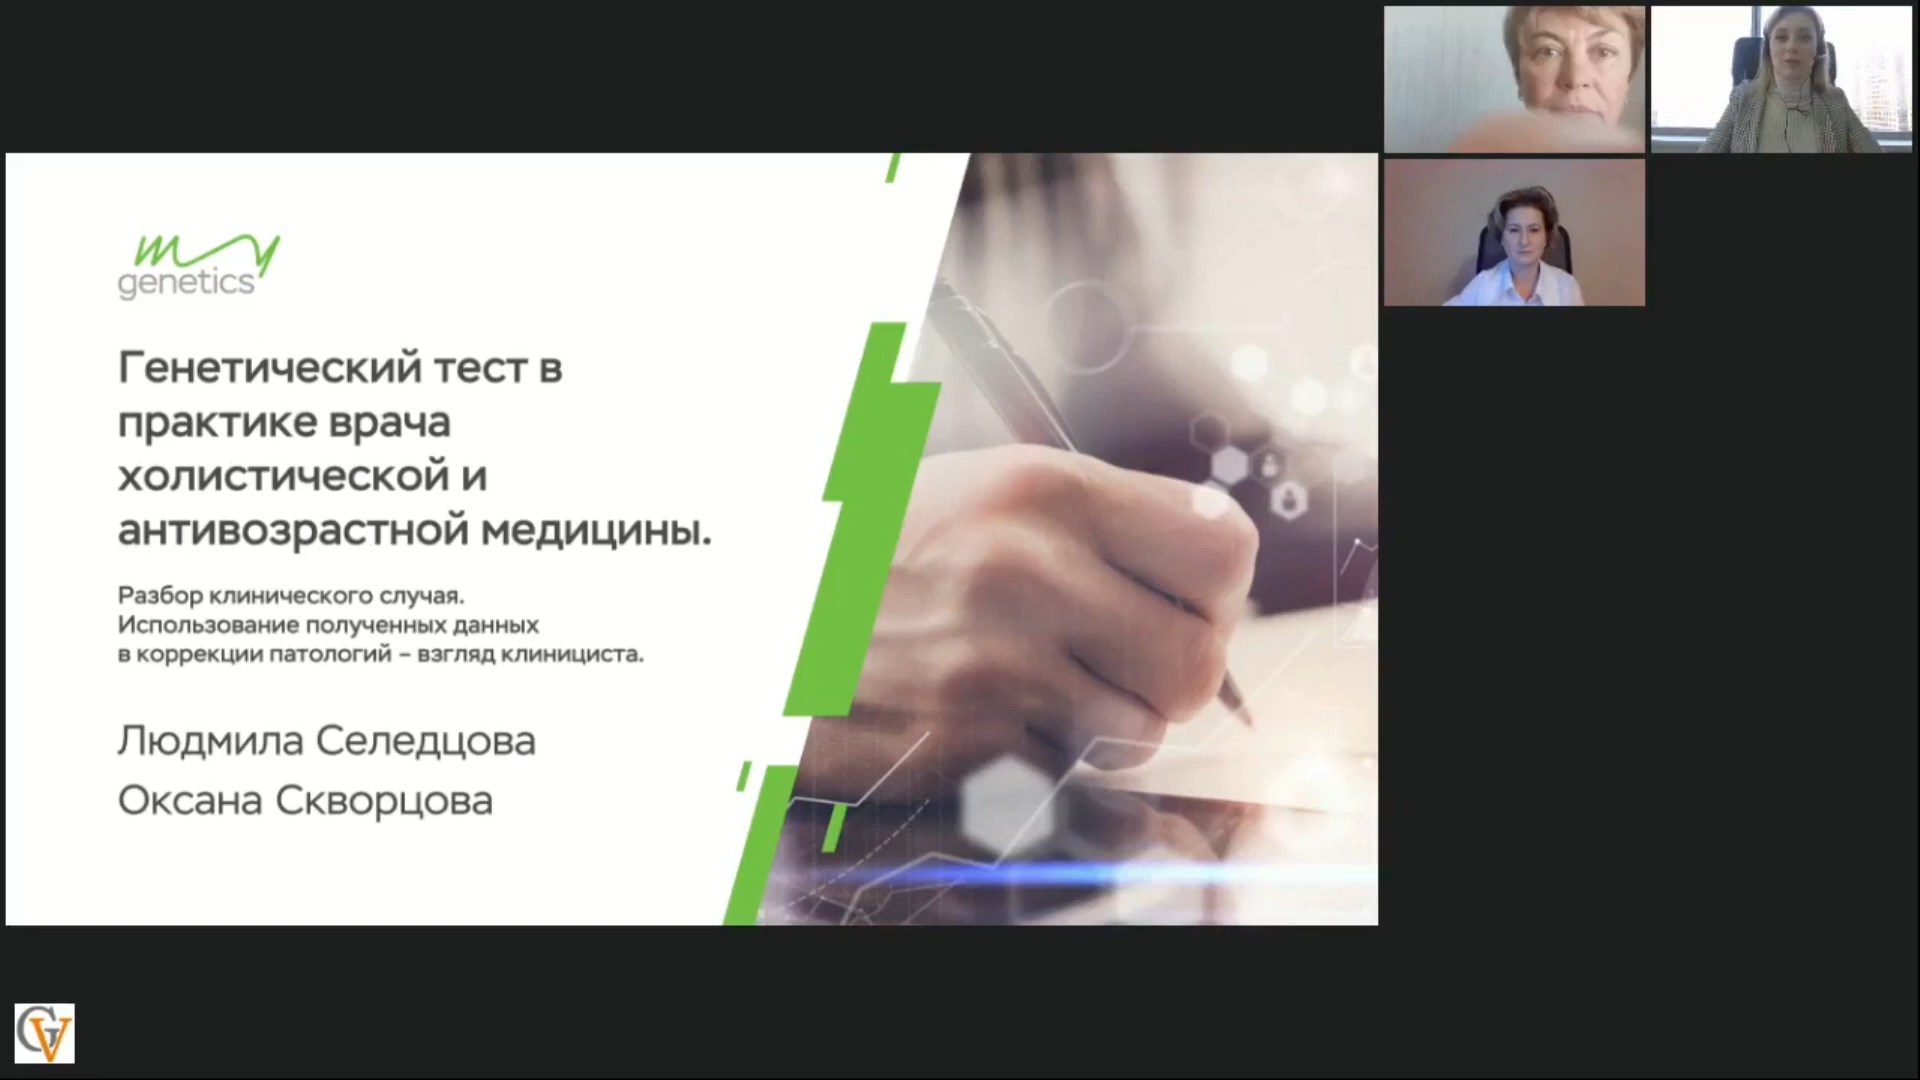 my
genetics
Генетический тест в
практике врача
холистической и
антивозрастной медицины.
Разбор клинического случая.
Использование полученных данных
в коррекции патологий – взгляд клинициста.
Людмила Селедцова
Оксана Скворцова
GV